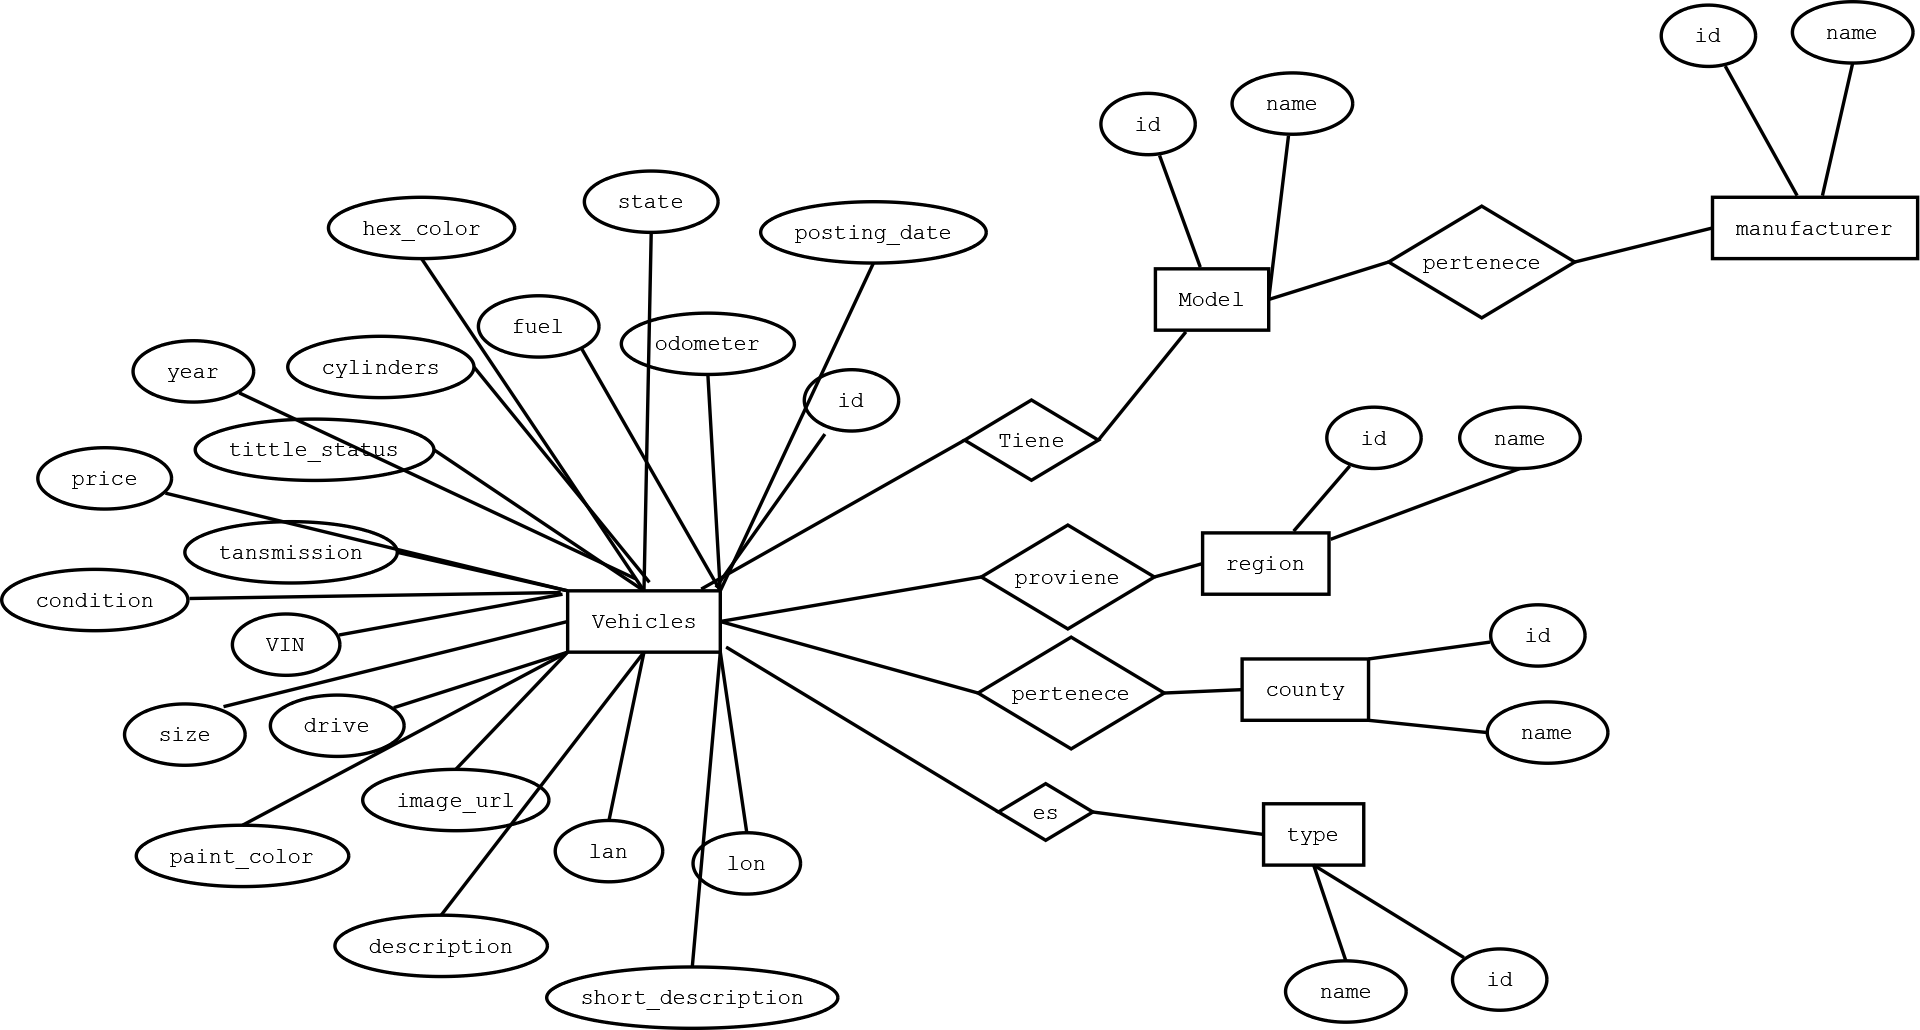 id
name
name
id
state
hex_color
manufacturer
posting_date
pertenece
Model
fuel
odometer
cylinders
year
id
id
name
Tiene
tittle_status
price
tansmission
region
proviene
condition
Vehicles
id
VIN
county
pertenece
drive
name
size
image_url
es
type
lan
paint_color
lon
description
id
name
short_description